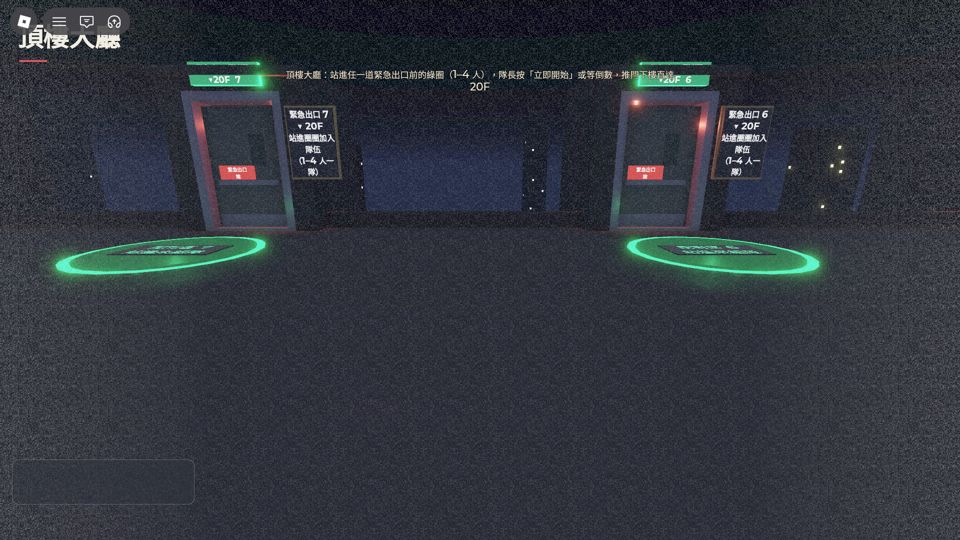 頂樓大廳
頂樓大廳：站進任一道緊急出口前的綠圈（1–4 人），隊長按「立即開始」或等倒數，推門下樓直達
20F
▼20F 7
▼20F 6
緊急出口 7
▼ 20F
站進圈圈加入
隊伍
（1–4 人一
隊）
緊急出口 6
▼ 20F
站進圈圈加入
隊伍
（1–4 人一
隊）
緊急出口
緊急出口